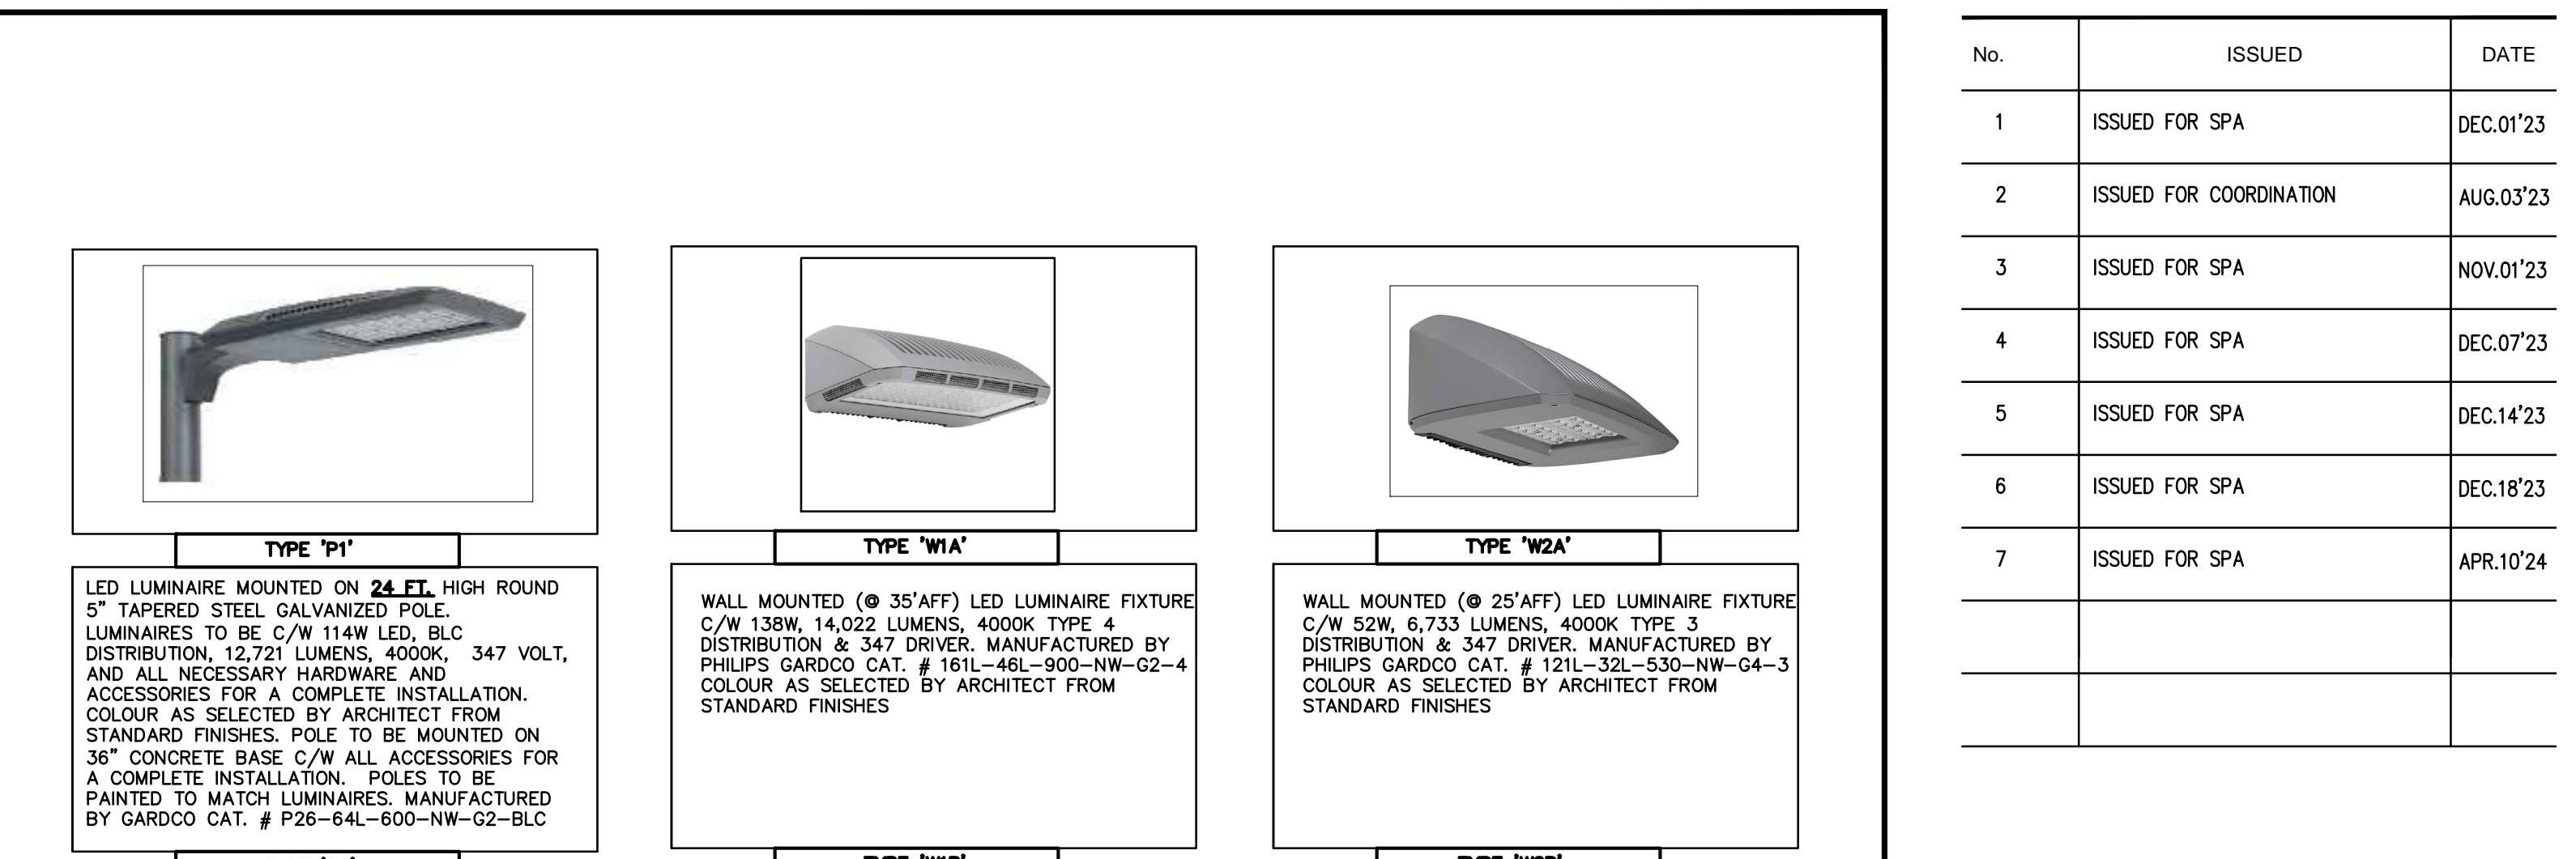 TYPE 'P1'
LED LUMINAIRE MOUNTED ON 24 FT. HIGH ROUND
5" TAPERED STEEL GALVANIZED POLE.
LUMINAIRES TO BE C/W 114W LED, BLC
DISTRIBUTION, 12,721 LUMENS, 4000K, 347 VOLT,
AND ALL NECESSARY HARDWARE AND
ACCESSORIES FOR A COMPLETE INSTALLATION.
COLOUR AS SELECTED BY ARCHITECT FROM
STANDARD FINISHES. POLE TO BE MOUNTED ON
36" CONCRETE BASE C/W ALL ACCESSORIES FOR
A COMPLETE INSTALLATION. POLES TO BE
PAINTED TO MATCH LUMINAIRES. MANUFACTURED
BY GARDCO CAT. # P26-64L-600-NW-G2-BLC
TYPE 'W1A'
WALL MOUNTED (@ 35'AFF) LED LUMINAIRE FIXTURE
C/W 138W, 14,022 LUMENS, 4000K TYPE 4
DISTRIBUTION & 347 DRIVER. MANUFACTURED BY
PHILIPS GARDCO CAT. # 161L-46L-900-NW-G2-4
COLOUR AS SELECTED BY ARCHITECT FROM
STANDARD FINISHES
TYPE 'W2A'
WALL MOUNTED (@ 25'AFF) LED LUMINAIRE FIXTURE
C/W 52W, 6,733 LUMENS, 4000K TYPE 3
DISTRIBUTION & 347 DRIVER. MANUFACTURED BY
PHILIPS GARDCO CAT. # 121L-32L-530-NW-G4-3
COLOUR AS SELECTED BY ARCHITECT FROM
STANDARD FINISHES
No. ISSUED DATE
1 ISSUED FOR SPA DEC.01'23
2 ISSUED FOR COORDINATION AUG.03'23
3 ISSUED FOR SPA NOV.01'23
4 ISSUED FOR SPA DEC.07'23
5 ISSUED FOR SPA DEC.14'23
6 ISSUED FOR SPA DEC.18'23
7 ISSUED FOR SPA APR.10'24